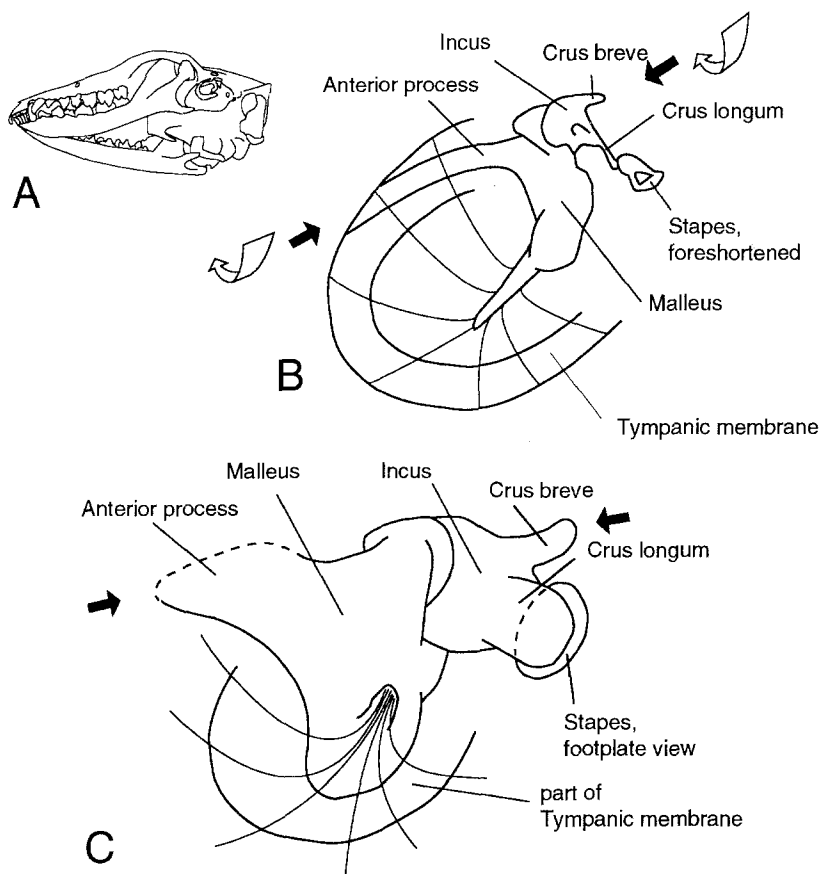 A
Incus
Crus breve
Anterior process
Crus longum
Stapes,
foreshortened
Malleus
B
Tympanic membrane
Malleus
Incus
Crus breve
Anterior process
Crus longum
Stapes,
footplate view
part of
Tympanic membrane
C